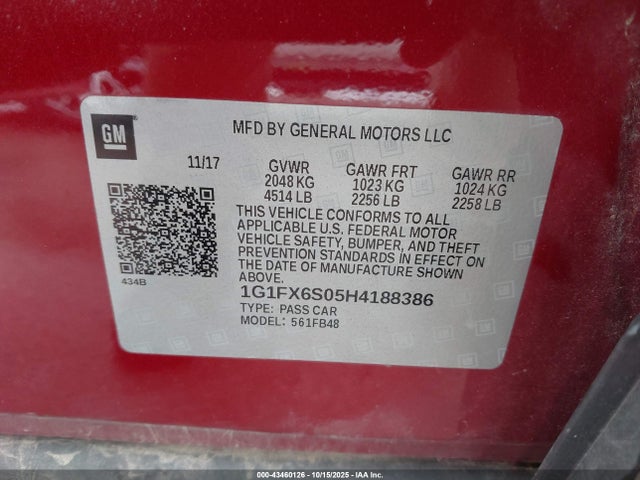 GM
MFD BY GENERAL MOTORS LLC
11/17 GVWR GAWR FRT GAWR RR
2048 KG 1023 KG 1024 KG
4514 LB 2256 LB 2258 LB
THIS VEHICLE CONFORMS TO ALL
APPLICABLE U.S. FEDERAL MOTOR
VEHICLE SAFETY, BUMPER, AND THEFT
PREVENTION STANDARDS IN EFFECT ON
THE DATE OF MANUFACTURE SHOWN
ABOVE.
434B
1G1FX6S05H4188386
TYPE: PASS CAR
MODEL: 561FB48
000-43460126 - 10/15/2025 - IAAI.com